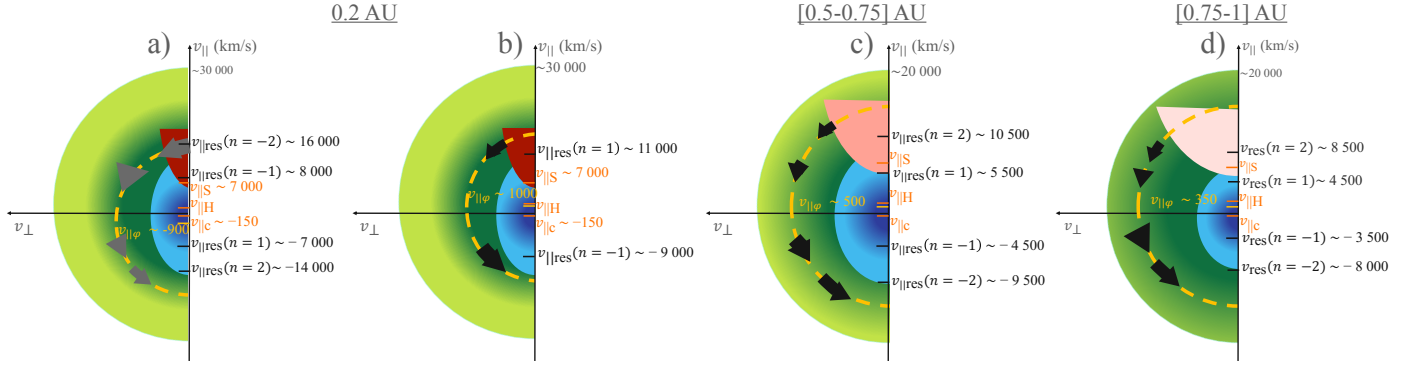 0.2 AU
[0.5-0.75] AU
[0.75-1] AU
a)
v|| (km/s)
~30 000
v||res(n = −2) ~ 16 000
v||res(n = −1) ~ 8 000
v||S ~ 7 000
v||H
v||φ ~ -900
v||c ~ −150
v⊥
v||res(n = 1) ~ − 7 000
v||res(n = 2)~ −14 000
b)
v|| (km/s)
~30 000
v||res(n = 1) ~ 11 000
v||S ~ 7 000
v||φ ~ 1000
v||H
v||c ~ −150
v⊥
v||res(n = −1) ~ − 9 000
c)
v|| (km/s)
~20 000
v||res(n = 2) ~ 10 500
v||S
v||res(n = 1) ~ 5 500
v||φ ~ 500
v||H
v||c
v⊥
v||res(n = −1) ~ − 4 500
v||res(n = −2) ~ − 9 500
d)
v|| (km/s)
~20 000
vres(n = 2) ~ 8 500
v||S
vres(n = 1) ~ 4 500
v||φ ~ 350
v||H
v||c
v⊥
vres(n = −1) ~ − 3 500
vres(n = −2) ~ − 8 000